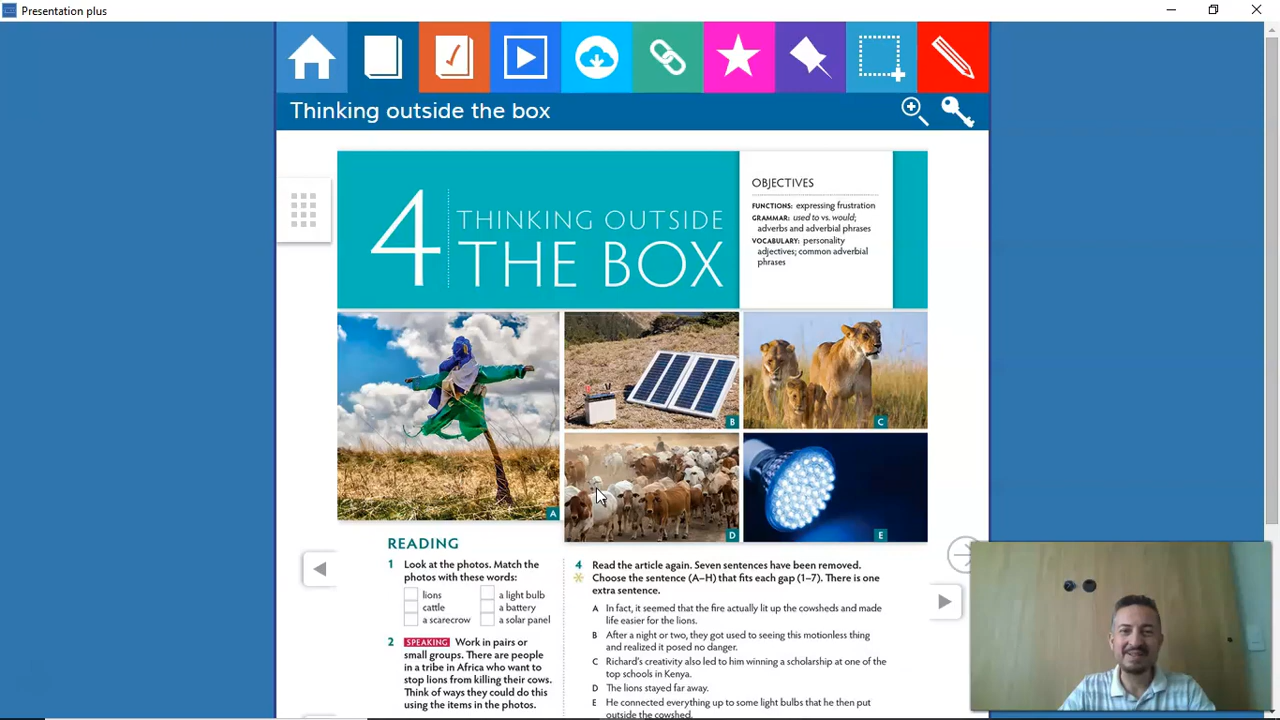 Presentation plus
Thinking outside the box
4 THINKING OUTSIDE
THE BOX
OBJECTIVES
FUNCTIONS: expressing frustration
GRAMMAR: used to vs. would;
adverbs and adverbial phrases
VOCABULARY: personality
adjectives; common adverbial
phrases
A
B
C
D
E
READING
1 Look at the photos. Match the
photos with these words:
lions
a light bulb
cattle
a battery
a scarecrow
a solar panel
2 SPEAKING Work in pairs or
small groups. There are people
in a tribe in Africa who want to
stop lions from killing their cows.
Think of ways they could do this
using the items in the photos.
4 Read the article again. Seven sentences have been removed.
Choose the sentence (A–H) that fits each gap (1–7). There is one
extra sentence.
A In fact, it seemed that the fire actually lit up the cowsheds and made
life easier for the lions.
B After a night or two, they got used to seeing this motionless thing
and realized it posed no danger.
C Richard's creativity also led to him winning a scholarship at one of the
top schools in Kenya.
D The lions stayed far away.
E He connected everything up to some light bulbs that he then put
outside the cowshed.